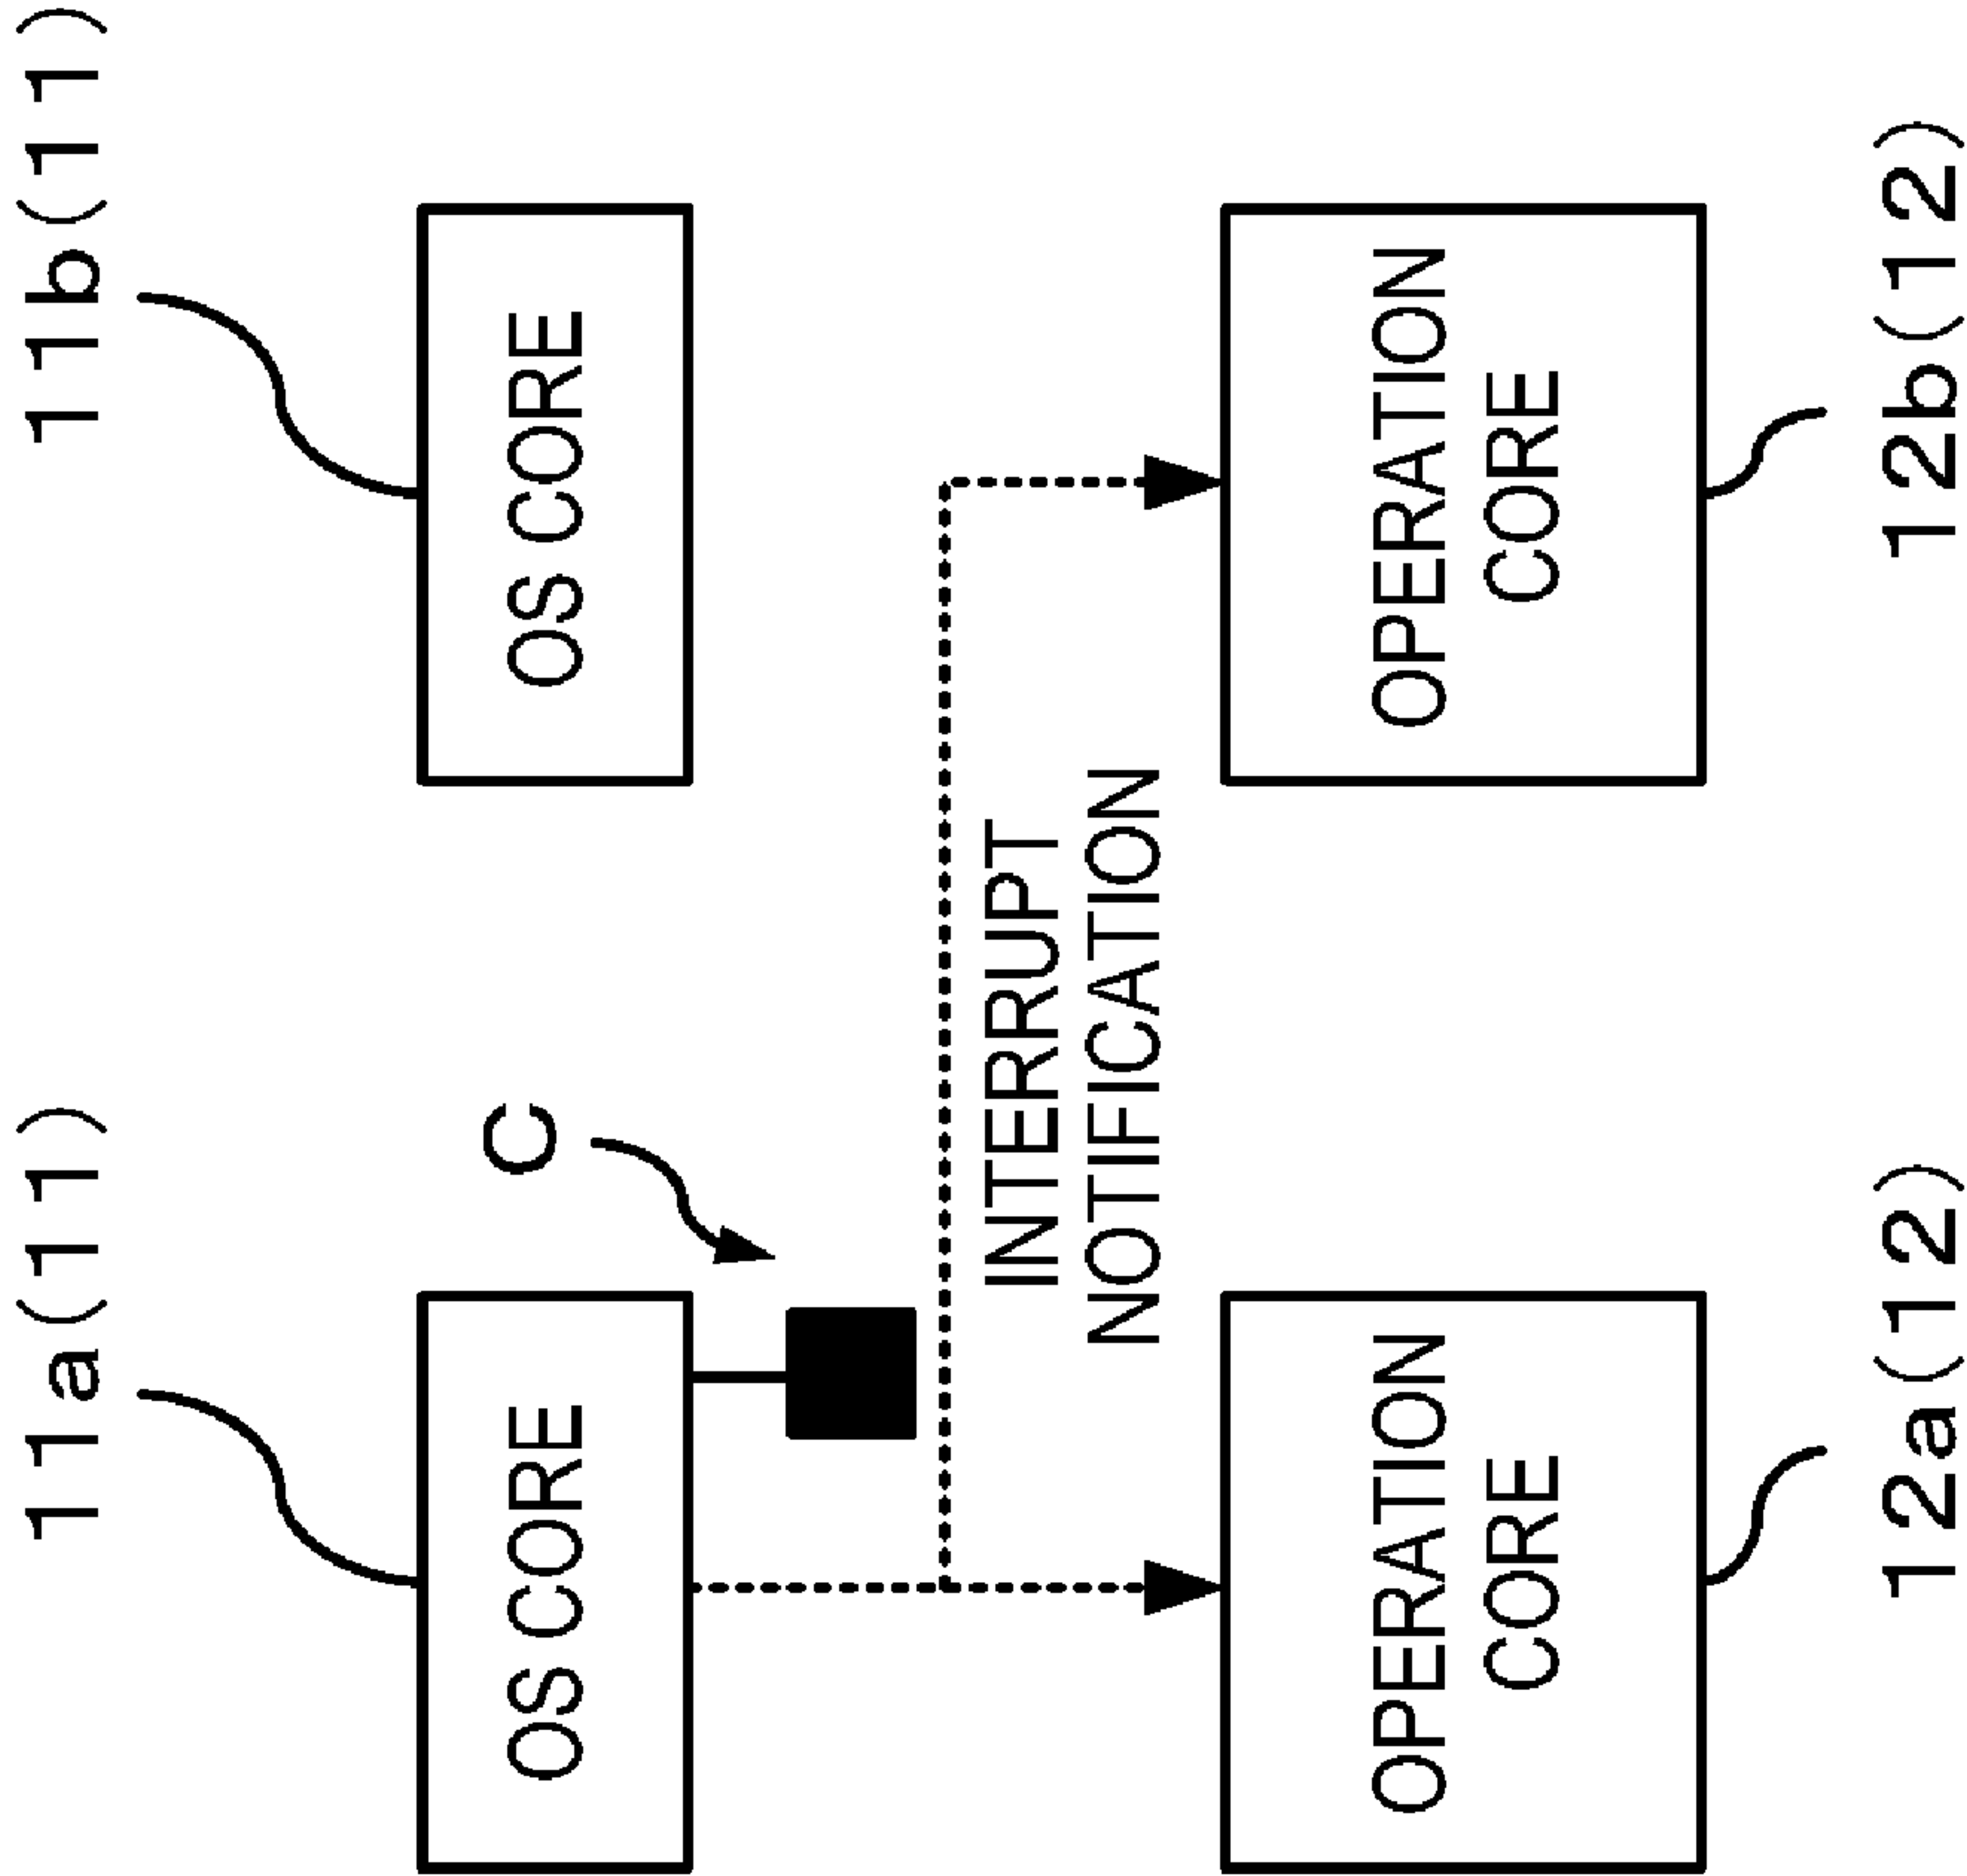 11a(11)
11b(11)
OS CORE
OS CORE
C
INTERRUPT
NOTIFICATION
OPERATION
CORE
OPERATION
CORE
12a(12)
12b(12)